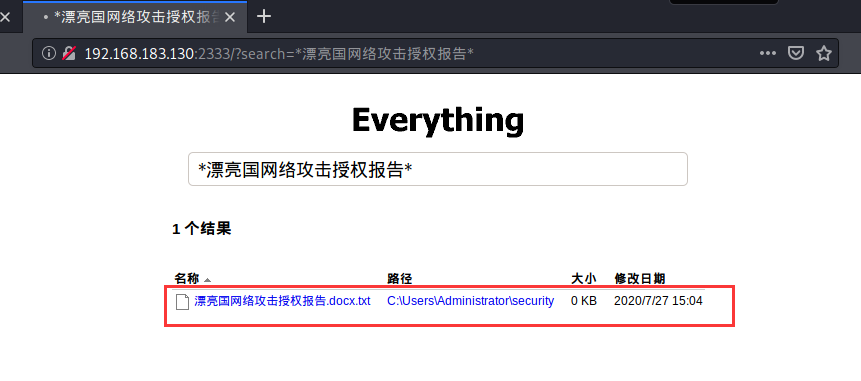 *漂亮国网络攻击授权报告
192.168.183.130:2333/?search=*漂亮国网络攻击授权报告*
Everything
*漂亮国网络攻击授权报告*
1 个结果
名称 路径 大小 修改日期
漂亮国网络攻击授权报告.docx.txt C:\Users\Administrator\security 0 KB 2020/7/27 15:04